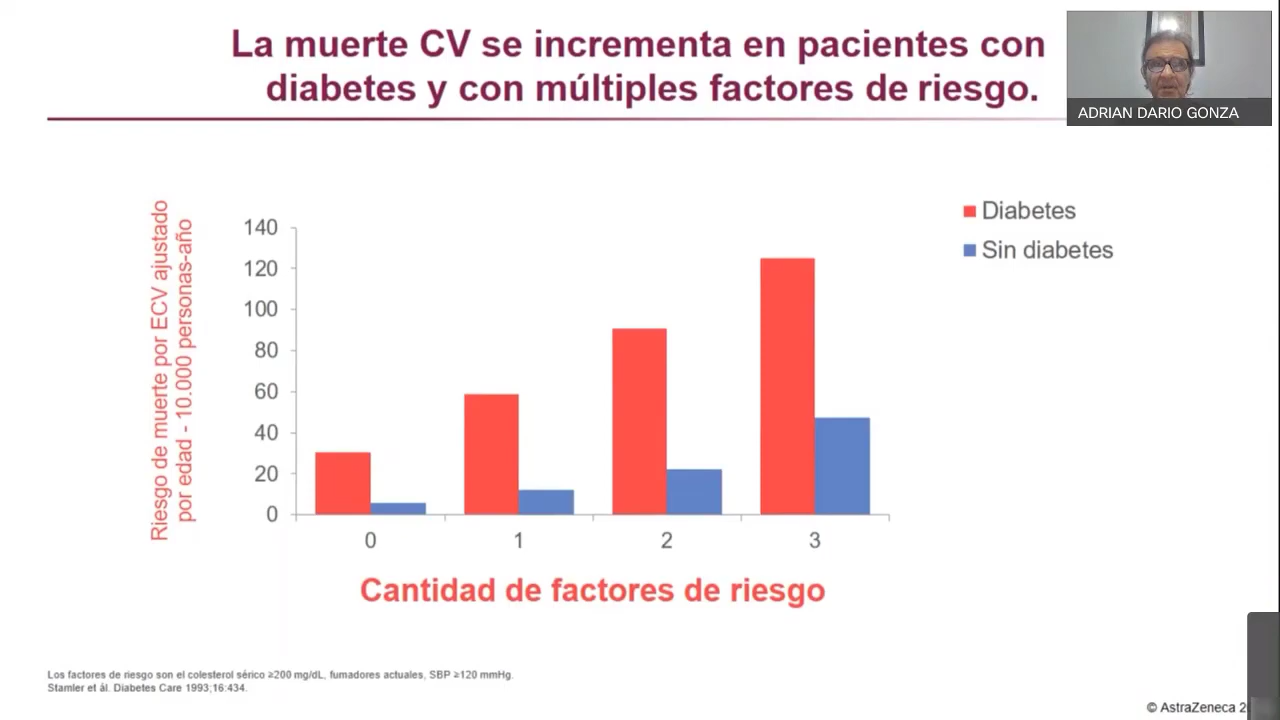 La muerte CV se incrementa en pacientes con
diabetes y con múltiples factores de riesgo.
ADRIAN DARIO GONZA
Riesgo de muerte por ECV ajustado
por edad - 10.000 personas-año
140
120
100
80
60
40
20
0
0
1
2
3
Cantidad de factores de riesgo
Diabetes
Sin diabetes
Los factores de riesgo son el colesterol sérico ≥200 mg/dL, fumadores actuales, SBP ≥120 mmHg.
Stamler et ál. Diabetes Care 1993;16:434.
© AstraZeneca